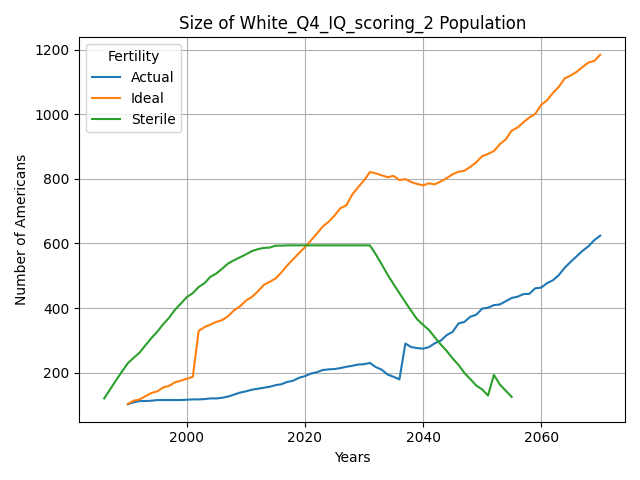 Size of White_Q4_IQ_scoring_2 Population
Fertility
Actual
Ideal
Sterile
Number of Americans
1200
1000
800
600
400
200
2000
2020
2040
2060
Years